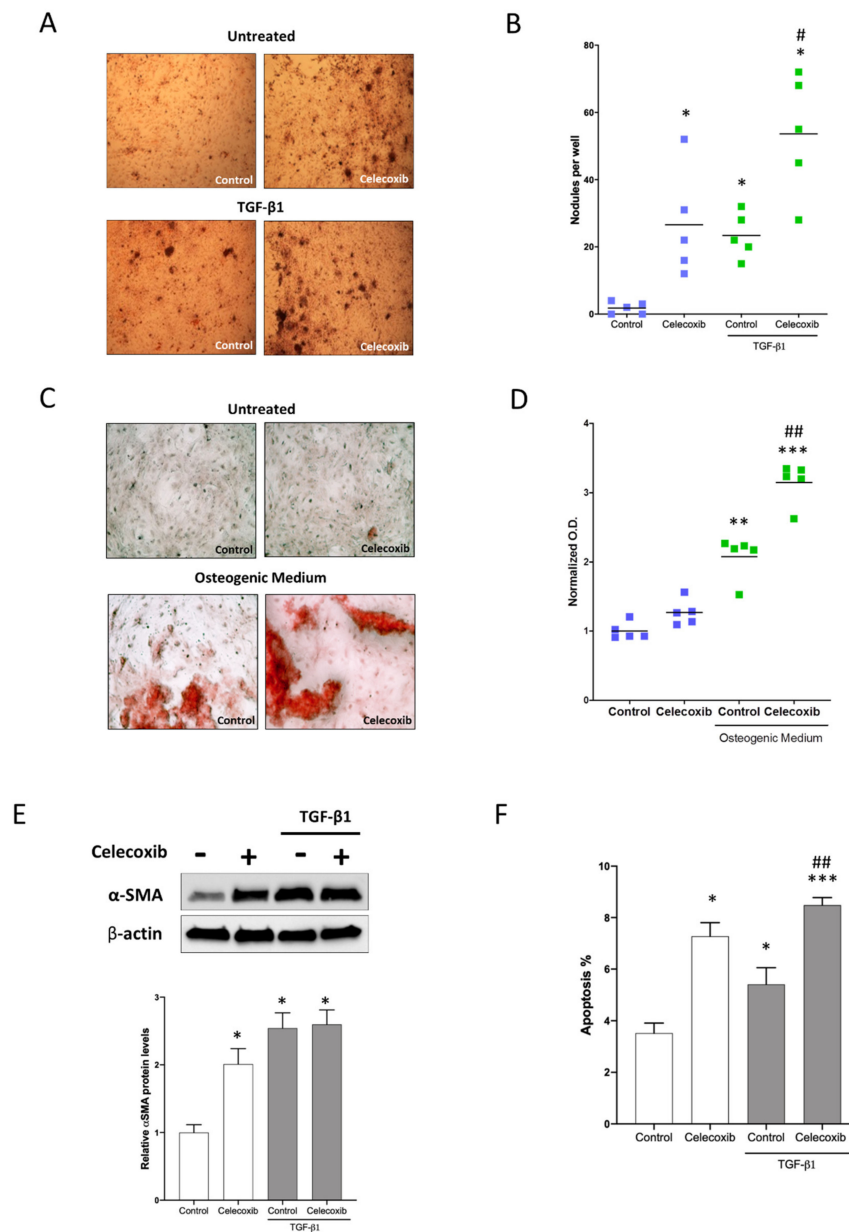 A
Untreated
Control
Celecoxib
TGF-β1
Control
Celecoxib
B
Nodules per well
80
60
40
20
0
*
*
#
*
Control
Celecoxib
Control
Celecoxib
TGF-β1
C
Untreated
Control
Celecoxib
Osteogenic Medium
Control
Celecoxib
D
Normalized O.D.
4
3
2
1
0
**
##
***
Control
Celecoxib
Control
Celecoxib
Osteogenic Medium
E
TGF-β1
Celecoxib - + - +
α-SMA
β-actin
Relative αSMA protein levels
3
2
1
0
*
*
*
Control
Celecoxib
Control
Celecoxib
TGF-β1
F
Apoptosis %
10
8
6
4
2
0
*
*
##
***
Control
Celecoxib
Control
Celecoxib
TGF-β1